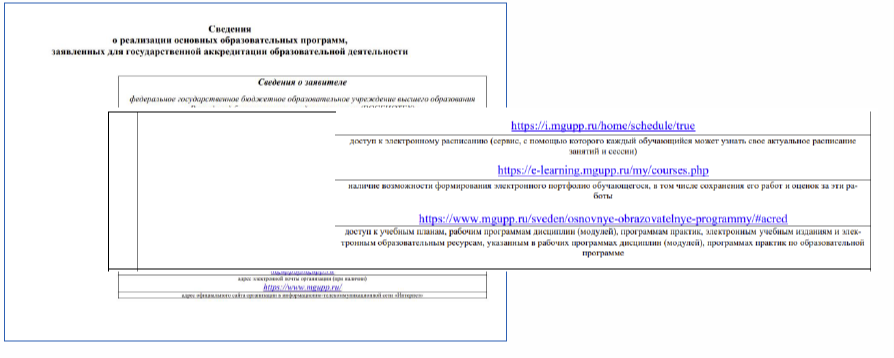 Сведения
о реализации основных образовательных программ,
заявленных для государственной аккредитации образовательной деятельности
Сведения о заявителе
федеральное государственное бюджетное образовательное учреждение высшего образования
https://i.mgupp.ru/home/schedule/true
доступ к электронному расписанию (сервис, с помощью которого каждый обучающийся может узнать свое актуальное расписание
занятий и сессии)
https://e-learning.mgupp.ru/my/courses.php
наличие возможности формирования электронного портфолио обучающегося, в том числе сохранения его работ и оценок за эти ра-
боты
https://www.mgupp.ru/sveden/osnovnye-obrazovatelnye-programmy/#acred
доступ к учебным планам, рабочим программам дисциплин (модулей), программам практик, электронным учебным изданиям и элек-
тронным образовательным ресурсам, указанным в рабочих программах дисциплин (модулей), программах практик по образовательной
программе
адрес электронной почты организации (при наличии)
https://www.mgupp.ru/
адрес официального сайта организации в информационно-телекоммуникационной сети «Интернет»